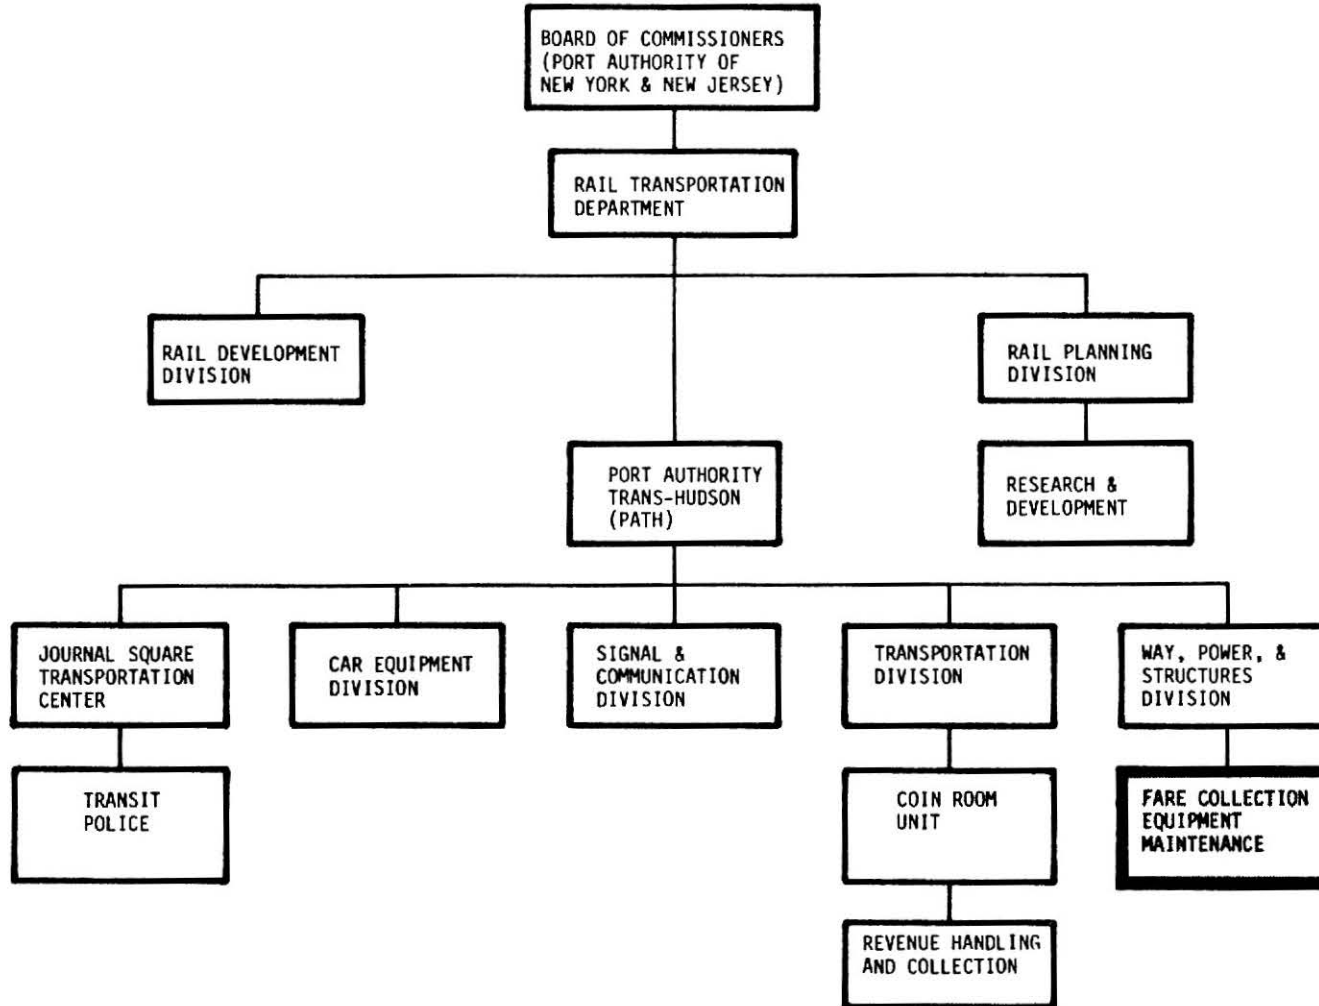 BOARD OF COMMISSIONERS
(PORT AUTHORITY OF
NEW YORK & NEW JERSEY)
RAIL TRANSPORTATION
DEPARTMENT
RAIL DEVELOPMENT
DIVISION
RAIL PLANNING
DIVISION
PORT AUTHORITY
TRANS-HUDSON
(PATH)
RESEARCH &
DEVELOPMENT
JOURNAL SQUARE
TRANSPORTATION
CENTER
CAR EQUIPMENT
DIVISION
SIGNAL &
COMMUNICATION
DIVISION
TRANSPORTATION
DIVISION
WAY, POWER, &
STRUCTURES
DIVISION
TRANSIT
POLICE
COIN ROOM
UNIT
FARE COLLECTION
EQUIPMENT
MAINTENANCE
REVENUE HANDLING
AND COLLECTION